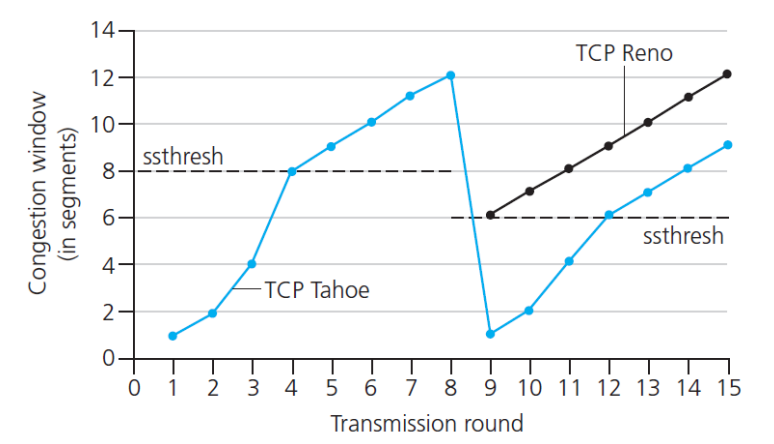 14
12
10
8
6
4
2
0
Congestion window
(in segments)
ssthresh
TCP Tahoe
TCP Reno
ssthresh
0 1 2 3 4 5 6 7 8 9 10 11 12 13 14 15
Transmission round